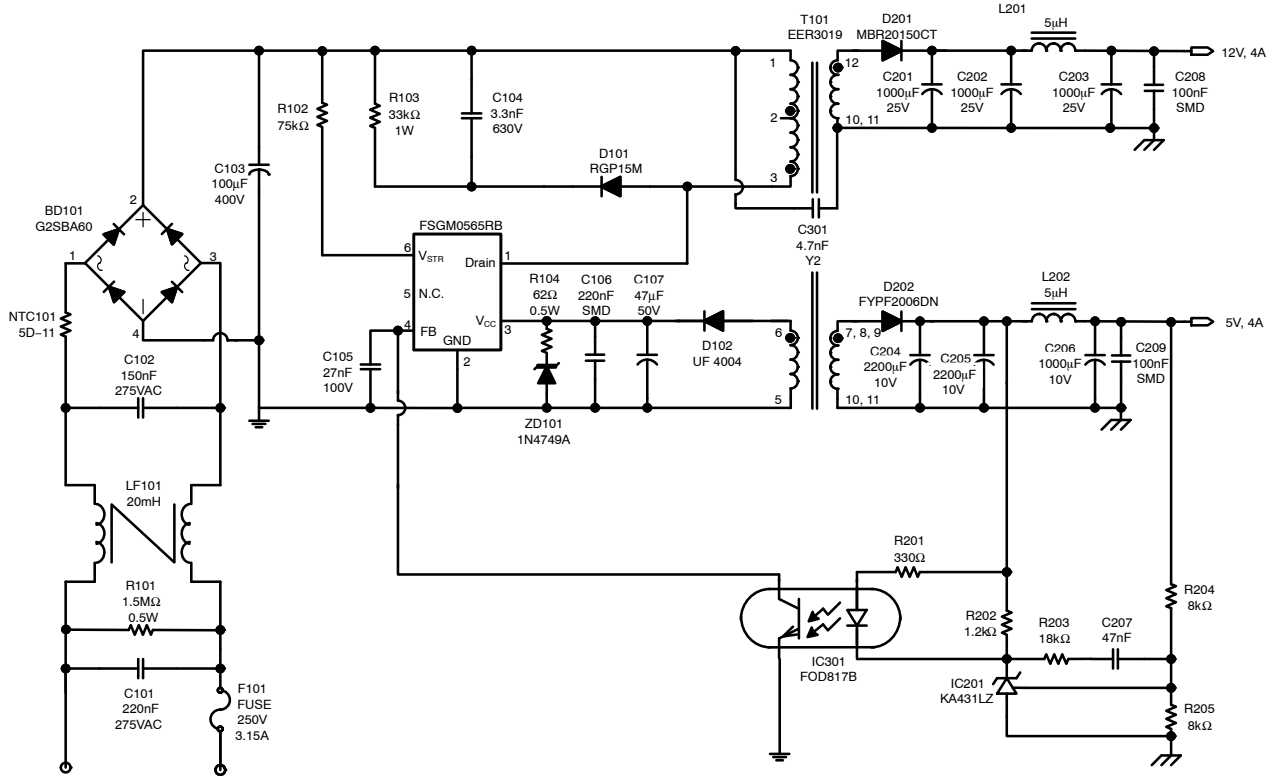 L201
5μH
T101
EER3019
D201
MBR20150CT
12V, 4A
1
12
C201
1000μF
25V
C202
1000μF
25V
C203
1000μF
25V
C208
100nF
SMD
R102
75kΩ
R103
33kΩ
1W
C104
3.3nF
630V
2
10, 11
D101
RGP15M
3
C103
100μF
400V
BD101
G2SBA60
2
+
1
~
~
3
−
4
FSGM0565RB
6
VSTR
Drain
1
5
N.C.
VCC
3
4
FB
GND
2
C301
4.7nF
Y2
R104
62Ω
0.5W
C106
220nF
SMD
C107
47μF
50V
D102
UF 4004
6
5
D202
FYPF2006DN
L202
5μH
5V, 4A
7, 8, 9
C204
2200μF
10V
C205
2200μF
10V
C206
1000μF
10V
C209
100nF
SMD
10, 11
NTC101
5D−11
C102
150nF
275VAC
C105
27nF
100V
ZD101
1N4749A
LF101
20mH
R101
1.5MΩ
0.5W
C101
220nF
275VAC
F101
FUSE
250V
3.15A
R201
330Ω
R202
1.2kΩ
R203
18kΩ
C207
47nF
R204
8kΩ
IC301
FOD817B
IC201
KA431LZ
R205
8kΩ